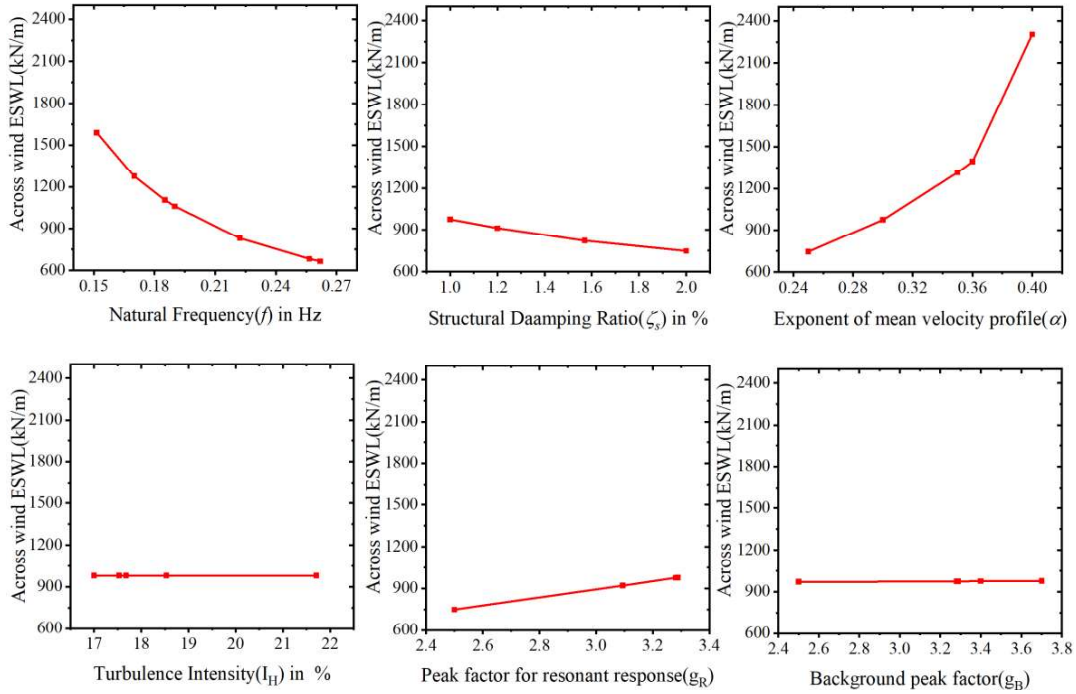 2400
2100
1800
1500
1200
900
600
Across wind ESWL(kN/m)
0.15 0.18 0.21 0.24 0.27
Natural Frequency(f) in Hz
2400
2100
1800
1500
1200
900
600
Across wind ESWL(kN/m)
1.0 1.2 1.4 1.6 1.8 2.0
Structural Daamping Ratio(ζs) in %
2400
2100
1800
1500
1200
900
600
Across wind ESWL(kN/m)
0.24 0.28 0.32 0.36 0.40
Exponent of mean velocity profile(α)
2400
2100
1800
1500
1200
900
600
Across wind ESWL(kN/m)
17 18 19 20 21 22
Turbulence Intensity(IH) in %
2400
2100
1800
1500
1200
900
600
Across wind ESWL(kN/m)
2.4 2.6 2.8 3.0 3.2 3.4
Peak factor for resonant response(gR)
2400
2100
1800
1500
1200
900
600
Across wind ESWL(kN/m)
2.4 2.6 2.8 3.0 3.2 3.4 3.6 3.8
Background peak factor(gB)